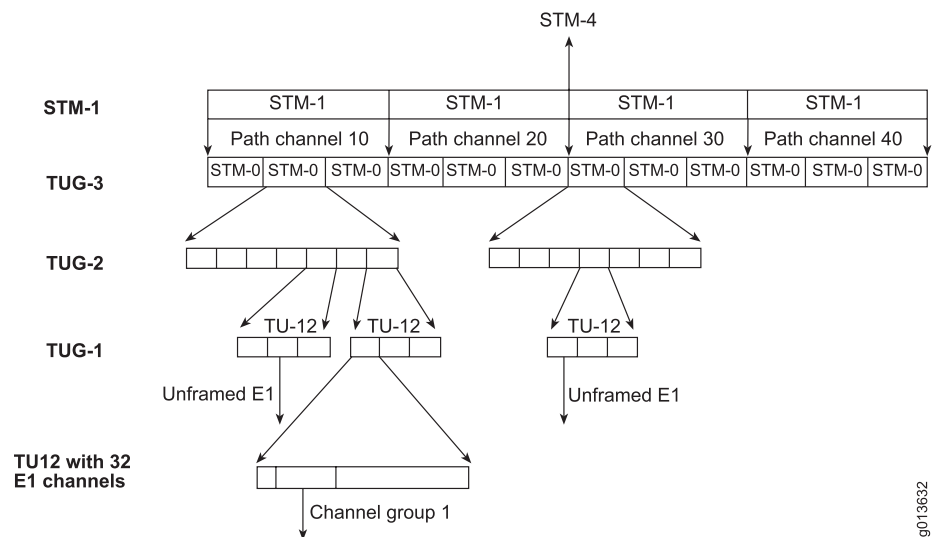 STM-4
STM-1 STM-1 STM-1 STM-1 STM-1
Path channel 10 Path channel 20 Path channel 30 Path channel 40
TUG-3 STM-0 STM-0 STM-0 STM-0 STM-0 STM-0 STM-0 STM-0 STM-0 STM-0 STM-0 STM-0
TUG-2
TU-12 TU-12 TU-12
TUG-1
Unframed E1 Unframed E1
TU12 with 32
E1 channels
Channel group 1
g013632